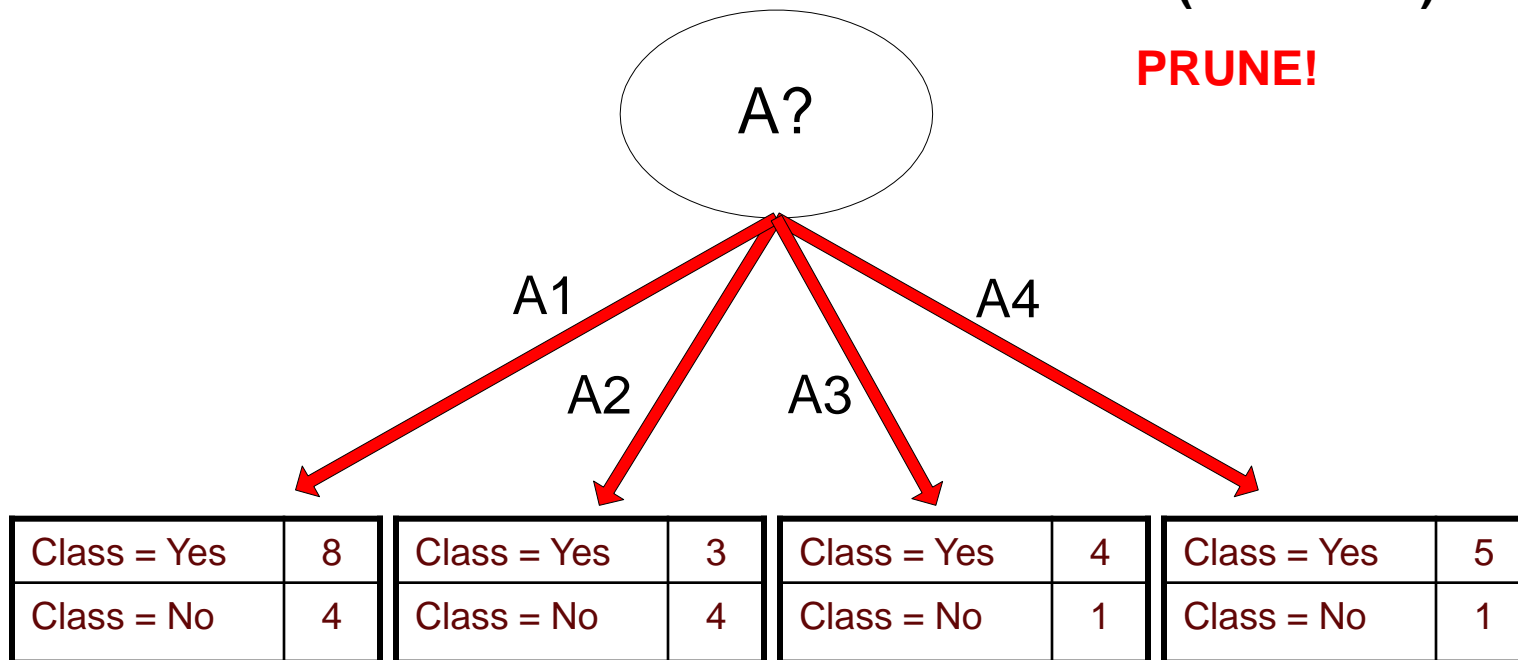 PRUNE!
A?
A1
A4
A2
A3
Class = Yes 8 Class = Yes 3 Class = Yes 4 Class = Yes 5
Class = No 4 Class = No 4 Class = No 1 Class = No 1